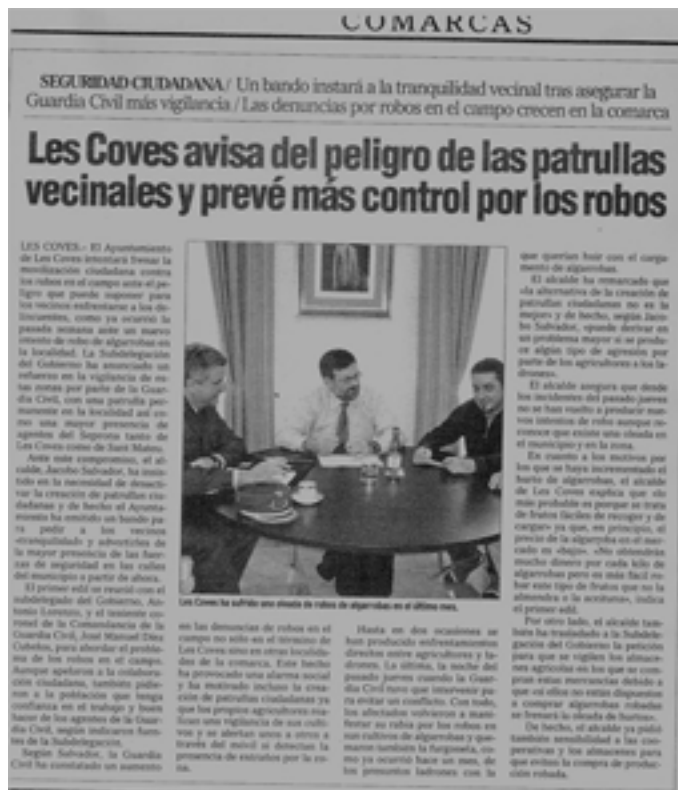 COMARCAS
SEGURIDAD CIUDADANA / Un bando instará a la tranquilidad vecinal tras asegurar la
Guardia Civil más vigilancia / Las denuncias por robos en el campo crecen en la comarca
Les Coves avisa del peligro de las patrullas
vecinales y prevé más control por los robos
LES COVES.– El Ayuntamiento
de Les Coves intentará frenar la
movilización ciudadana contra
los robos en el campo ante el pe-
ligro que puede suponer para
los vecinos enfrentarse a los de-
lincuentes, como ya ocurrió la
pasada semana ante un nuevo
intento de robo de algarrobas en
la localidad. La Subdelegación
del Gobierno ha anunciado un
refuerzo en la vigilancia de es-
tas zonas por parte de la Guar-
dia Civil, con una patrulla per-
manente en la localidad así co-
mo una mayor presencia de
agentes del Seprona tanto de
Les Coves como de Sant Mateu.
Ante este compromiso, el al-
calde, Jacobo Salvador, ha insis-
tido en la necesidad de desacti-
var la creación de patrullas ciu-
dadanas y de hecho el Ayunta-
miento ha emitido un bando pa-
ra pedir a los vecinos
«tranquilidad» y advertirles de
la mayor presencia de las fuer-
zas de seguridad en las calles
del municipio a partir de ahora.
El primer edil se reunió con el
subdelegado del Gobierno, An-
tonio Lorenzo, y el teniente co-
ronel de la Comandancia de la
Guardia Civil, José Manuel Díez
Cubelos, para abordar el proble-
ma de los robos en el campo.
Aunque apelaron a la colabora-
ción ciudadana, también pidie-
ron a la población que tenga
confianza en el trabajo y buen
hacer de los agentes de la Guar-
dia Civil, según indicaron fuen-
tes de la Subdelegación.
Según Salvador, la Guardia
Civil ha constatado un aumento
Les Coves ha sufrido una oleada de robos de algarrobas en el último mes.
en las denuncias de robos en el
campo no sólo en el término de
Les Coves sino en otras localida-
des de la comarca. Este hecho
ha provocado una alarma social
y ha motivado incluso la crea-
ción de patrullas ciudadanas ya
que los propios agricultores rea-
lizan una vigilancia de sus culti-
vos y se alertan unos a otros a
través del móvil si detectan la
presencia de extraños por la zo-
na.
Hasta en dos ocasiones se
han producido enfrentamientos
directos entre agricultores y la-
drones. La última, la noche del
pasado jueves cuando la Guar-
dia Civil tuvo que intervenir pa-
ra evitar un conflicto. Con todo,
los afectados volvieron a mani-
festar su rabia por los robos en
sus cultivos de algarrobas y que-
maron también la furgoneta, co-
mo ya ocurrió hace un mes, de
los presuntos ladrones con la
que querían huir con el carga-
mento de algarrobas.
El alcalde ha remarcado que
«la alternativa de la creación de
patrullas ciudadanas no es la
mejor» y de hecho, según Jaco-
bo Salvador, «puede derivar en
un problema mayor si se produ-
ce algún tipo de agresión por
parte de los agricultores a los la-
drones».
El alcalde asegura que desde
los incidentes del pasado jueves
no se han vuelto a producir nue-
vos intentos de robo aunque re-
conoce que existe una oleada en
el municipio y en la zona.
En cuanto a los motivos por
los que se haya incrementado el
hurto de algarrobas, el alcalde
de Les Coves explica que «lo
más probable es porque se trata
de frutos fáciles de recoger y de
cargar» ya que, en principio, el
precio de la algarroba en el mer-
cado es «bajo». «No obtendrán
mucho dinero por cada kilo de
algarrobas pero es más fácil ro-
bar este tipo de frutos que no la
almendra o la aceituna», indica
el primer edil.
Por otro lado, el alcalde tam-
bién ha trasladado a la Subdele-
gación del Gobierno la petición
para que se vigilen los almace-
nes agrícolas en los que se com-
pran estas mercancías debido a
que «si ellos no están dispuestos
a comprar algarrobas robadas
se frenará la oleada de hurtos».
De hecho, el alcalde ya pidió
también sensibilidad a las coo-
perativas y los almacenes para
que eviten la compra de produc-
ción robada.